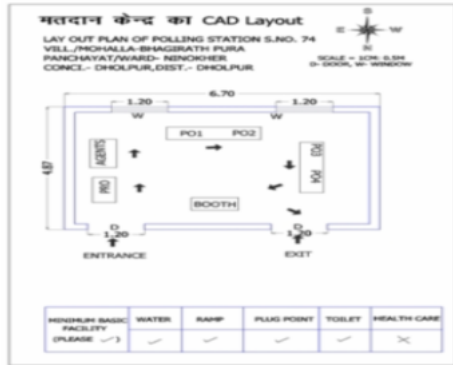 मतदान केन्द्र का CAD Layout
LAY OUT PLAN OF POLLING STATION S.NO. 74
VILL./MOHALLA-BHAGIRATH PURA
PANCHAYAT/WARD- NINOKHER
CONCI.- DHOLPUR,DIST.- DHOLPUR
S
E W
N
SCALE = 1CM: 0.5M
D- DOOR, W- WINDOW
6.70
1.20 1.20
W W
4.87
AGENTS
PRO
PO1 PO2
PO3 PO4
BOOTH
D D
1.20 1.20
ENTRANCE EXIT
MINIMUM BASIC FACILITY (PLEASE ✓) WATER RAMP PLUG POINT TOILET HEALTH CARE
✓ ✓ ✓ ✓ ✕